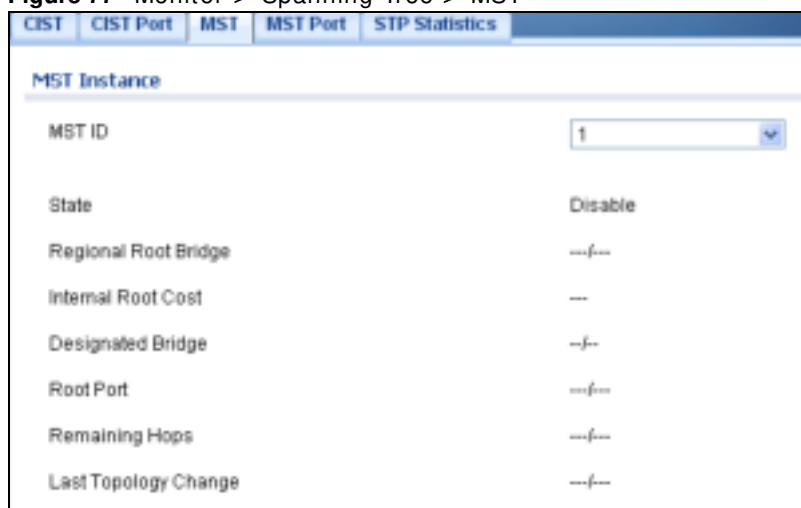 Figure 77 Monitor > Spanning Tree > MST
CIST CIST Port MST MST Port STP Statistics
MST Instance
MST ID 1
State Disable
Regional Root Bridge ---/---
Internal Root Cost ---
Designated Bridge --/--
Root Port ---/---
Remaining Hops ---/---
Last Topology Change ---/---